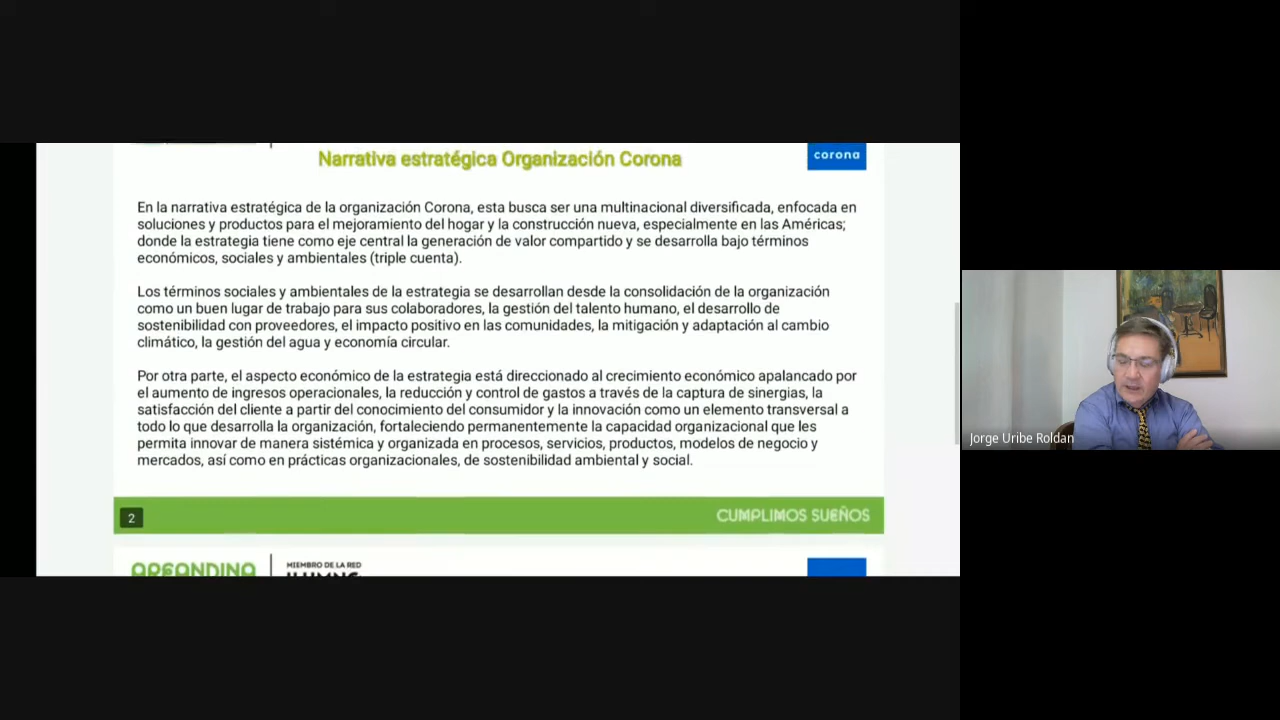 Narrativa estratégica Organización Corona
corona
En la narrativa estratégica de la organización Corona, esta busca ser una multinacional diversificada, enfocada en
soluciones y productos para el mejoramiento del hogar y la construcción nueva, especialmente en las Américas;
donde la estrategia tiene como eje central la generación de valor compartido y se desarrolla bajo términos
económicos, sociales y ambientales (triple cuenta).
Los términos sociales y ambientales de la estrategia se desarrollan desde la consolidación de la organización
como un buen lugar de trabajo para sus colaboradores, la gestión del talento humano, el desarrollo de
sostenibilidad con proveedores, el impacto positivo en las comunidades, la mitigación y adaptación al cambio
climático, la gestión del agua y economía circular.
Por otra parte, el aspecto económico de la estrategia está direccionado al crecimiento económico apalancado por
el aumento de ingresos operacionales, la reducción y control de gastos a través de la captura de sinergias, la
satisfacción del cliente a partir del conocimiento del consumidor y la innovación como un elemento transversal a
todo lo que desarrolla la organización, fortaleciendo permanentemente la capacidad organizacional que les
permita innovar de manera sistémica y organizada en procesos, servicios, productos, modelos de negocio y
mercados, así como en prácticas organizacionales, de sostenibilidad ambiental y social.
2
CUMPLIMOS SUEÑOS
AREANDINA
MIEMBRO DE LA RED
Jorge Uribe Roldan